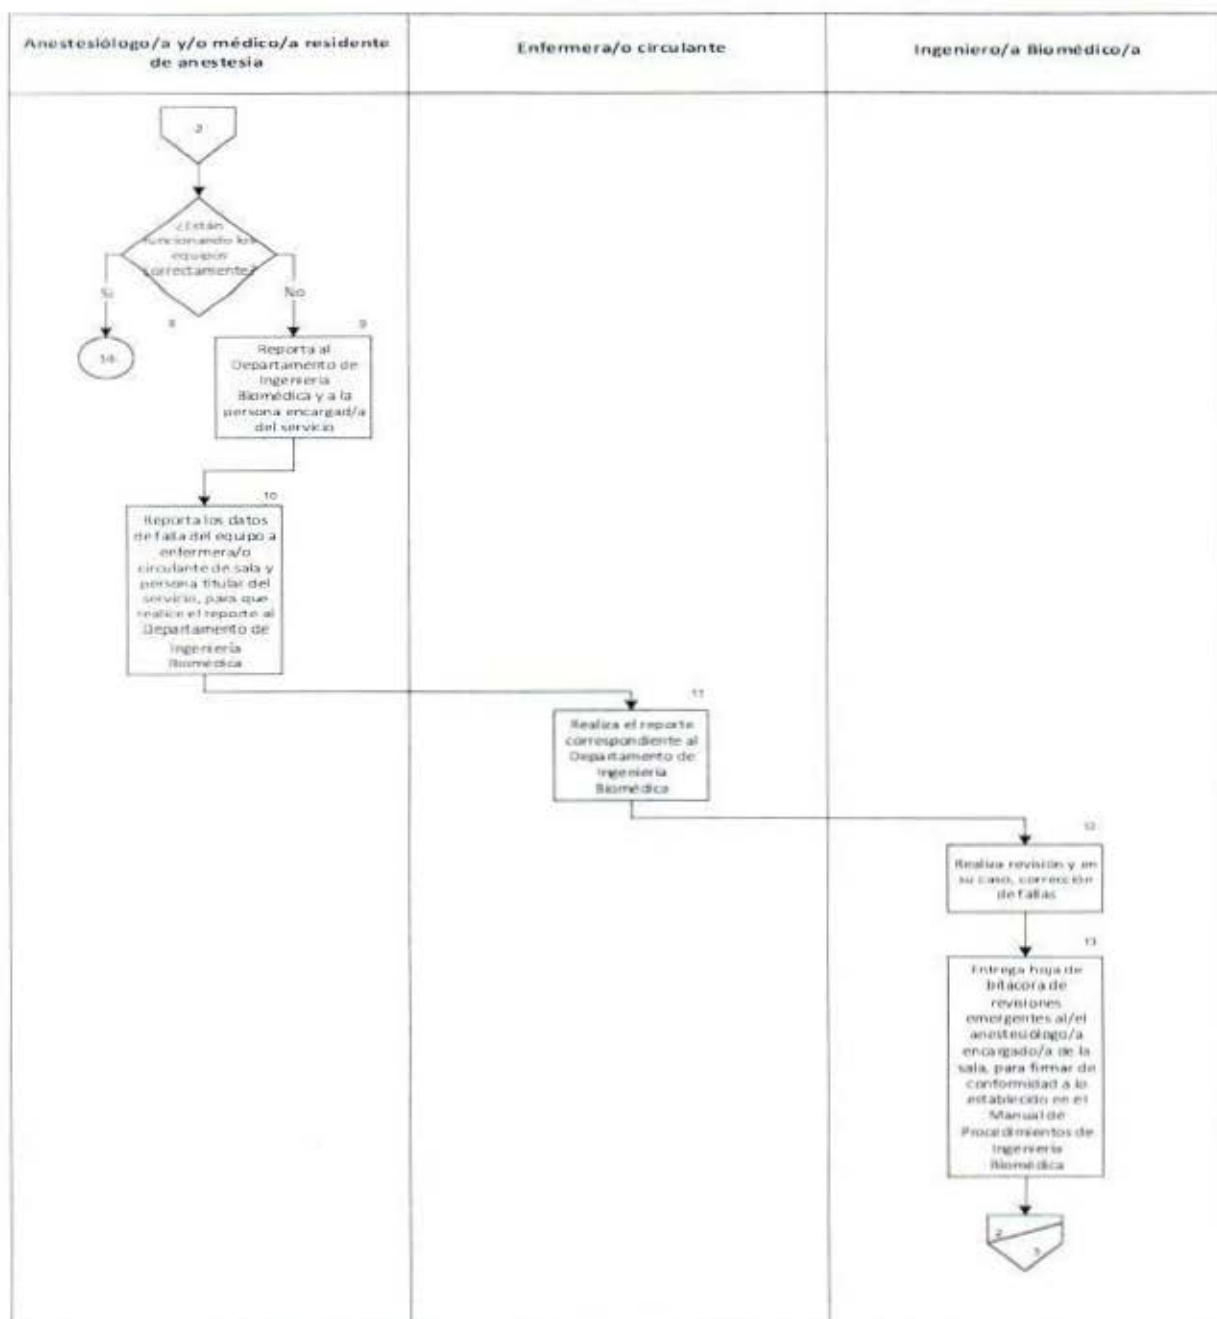 Anestesiólogo/a y/o médico/a residente
de anestesia
Enfermera/o circulante
Ingeniero/a Biomédico/a
2
¿Están
funcionando los
equipos
correctamente?
Si
No
8
9
Reporta al
Departamento de
Ingeniería
Biomédica y a la
persona encargad/a
del servicio
10
Reporta los datos
de falla del equipo a
enfermera/o
circulante de sala y
persona titular del
servicio, para que
realice el reporte al
Departamento de
Ingeniería
Biomédica
11
Realiza el reporte
correspondiente al
Departamento de
Ingeniería
Biomédica
12
Realiza revisión y en
su caso, corrección
de fallas
13
Entrega hoja de
bitácora de
revisiones
emergentes al/el
anestesiólogo/a
encargado/a de la
sala, para firmar de
conformidad a lo
establecido en el
Manual de
Procedimientos de
Ingeniería
Biomédica
2
3